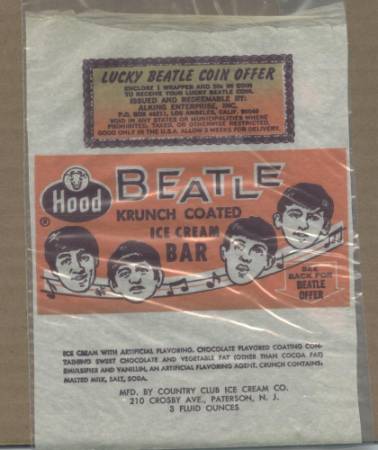 LUCKY BEATLE COIN OFFER
ENCLOSE 1 WRAPPER AND 50¢ IN COIN
TO RECEIVE YOUR LUCKY BEATLE COIN.
ISSUED AND REDEEMABLE BY:
ALKING ENTERPRISE, INC.
P.O. BOX 48211, LOS ANGELES, CALIF. 90048
VOID IN ANY STATES OR MUNICIPALITIES WHERE
PROHIBITED, TAXED, OR OTHERWISE RESTRICTED.
GOOD ONLY IN THE U.S.A. ALLOW 3 WEEKS FOR DELIVERY.
Hood
®
BEATLE
KRUNCH COATED
ICE CREAM
BAR
SEE
BACK FOR
BEATLE
OFFER
ICE CREAM WITH ARTIFICIAL FLAVORING. CHOCOLATE FLAVORED COATING CON-
TAINING SWEET CHOCOLATE AND VEGETABLE FAT (OTHER THAN COCOA FAT)
EMULSIFIER AND VANILLIN, AN ARTIFICIAL FLAVORING AGENT. CRUNCH CONTAINS,
MALTED MILK, SALT, SODA.
MFD. BY COUNTRY CLUB ICE CREAM CO.
210 CROSBY AVE., PATERSON, N. J.
3 FLUID OUNCES